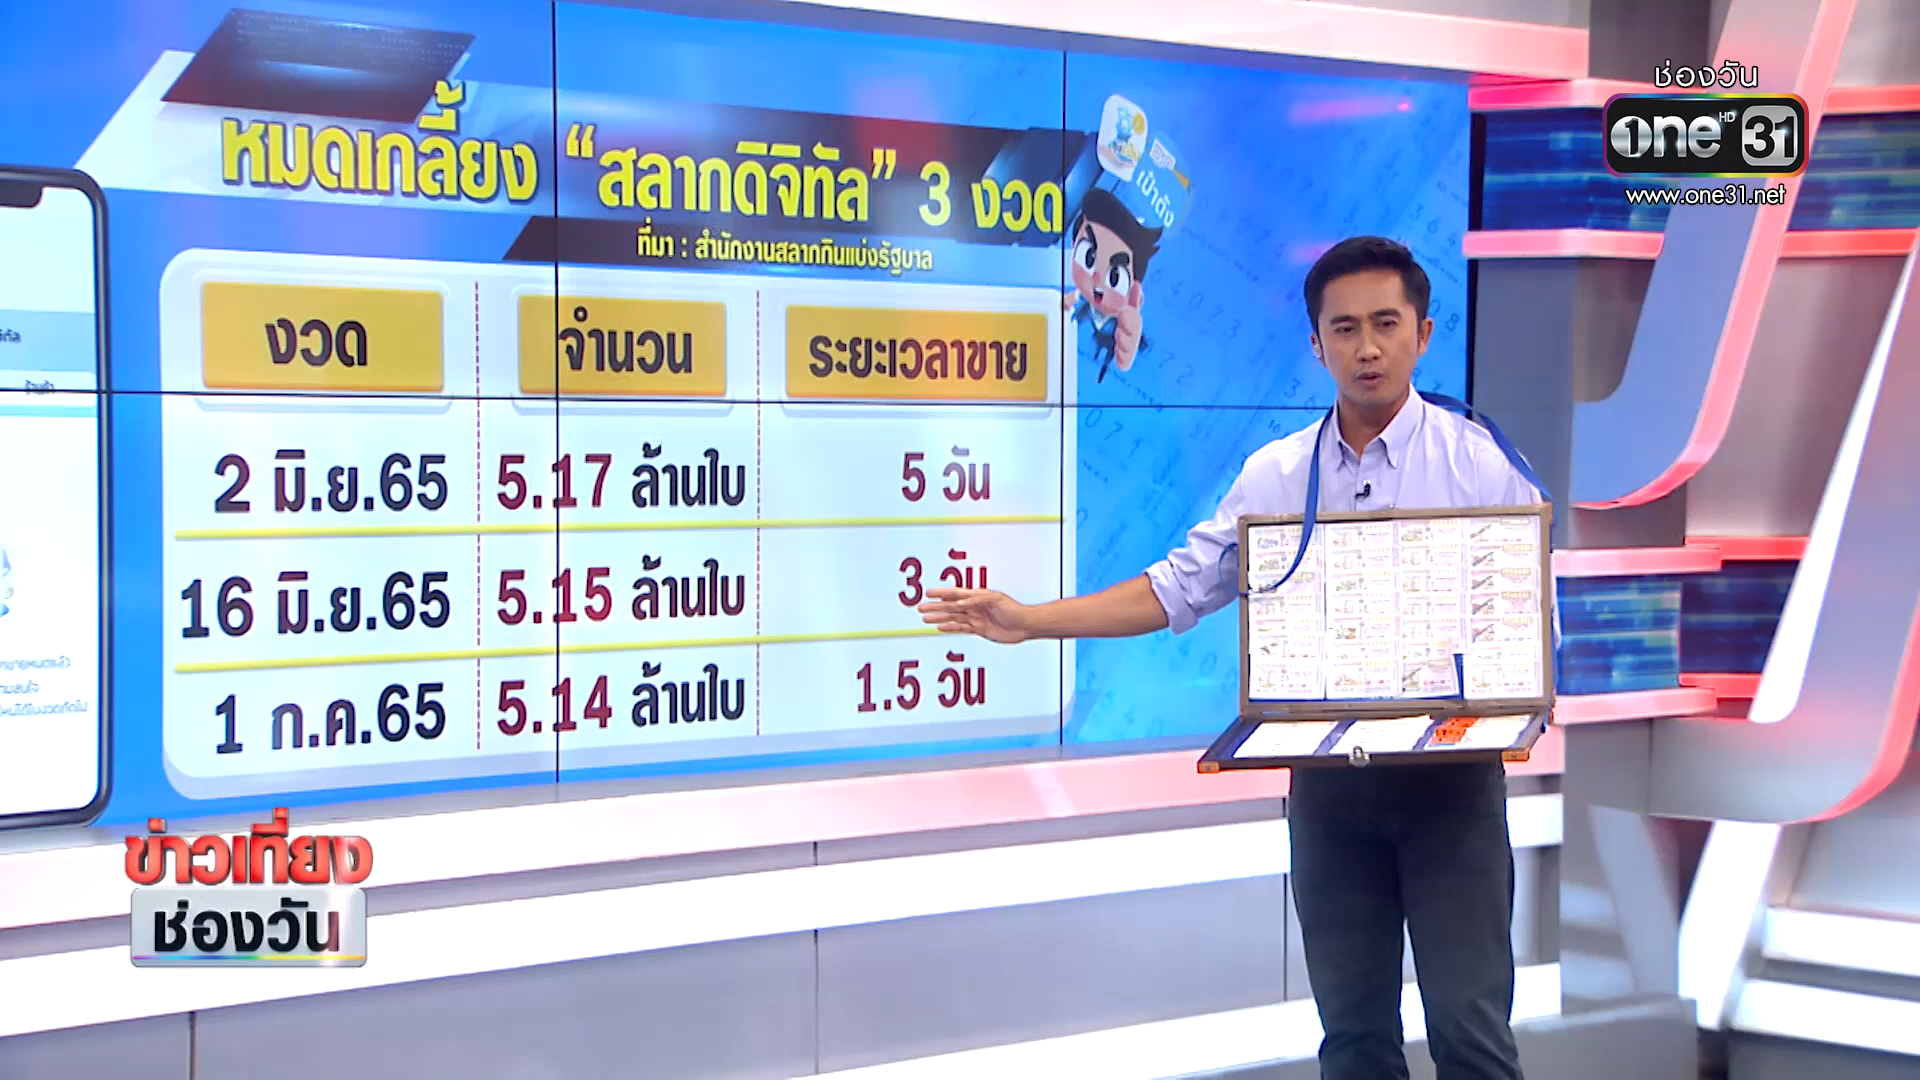 หมดเกลี้ยง “สลากดิจิทัล” 3 งวด
ที่มา : สำนักงานสลากกินแบ่งรัฐบาล
เป๋าตัง
งวด จำนวน ระยะเวลาขาย
2 มิ.ย.65 5.17 ล้านใบ 5 วัน
16 มิ.ย.65 5.15 ล้านใบ 3 วัน
1 ก.ค.65 5.14 ล้านใบ 1.5 วัน
ช่องวัน
one HD 31
www.one31.net
ข่าวเที่ยง
ช่องวัน